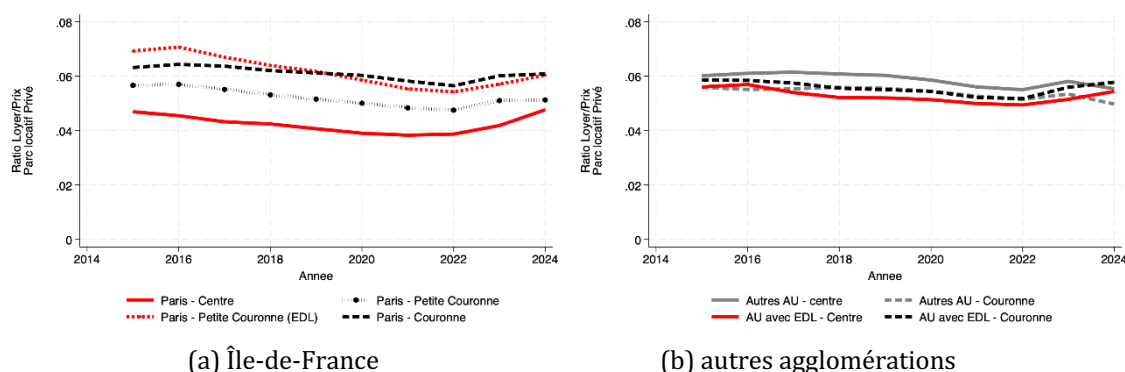 .08
.06
.04
.02
0
Ratio Loyer/Prix
Parc locatif Privé
2014
2016
2018
2020
2022
2024
Annee
Paris - Centre
Paris - Petite Couronne
Paris - Petite Couronne (EDL)
Paris - Couronne
(a) Île-de-France
.08
.06
.04
.02
0
Ratio Loyer/Prix
Parc locatif Privé
2014
2016
2018
2020
2022
2024
Annee
Autres AU - centre
Autres AU - Couronne
AU avec EDL - Centre
AU avec EDL - Couronne
(b) autres agglomérations